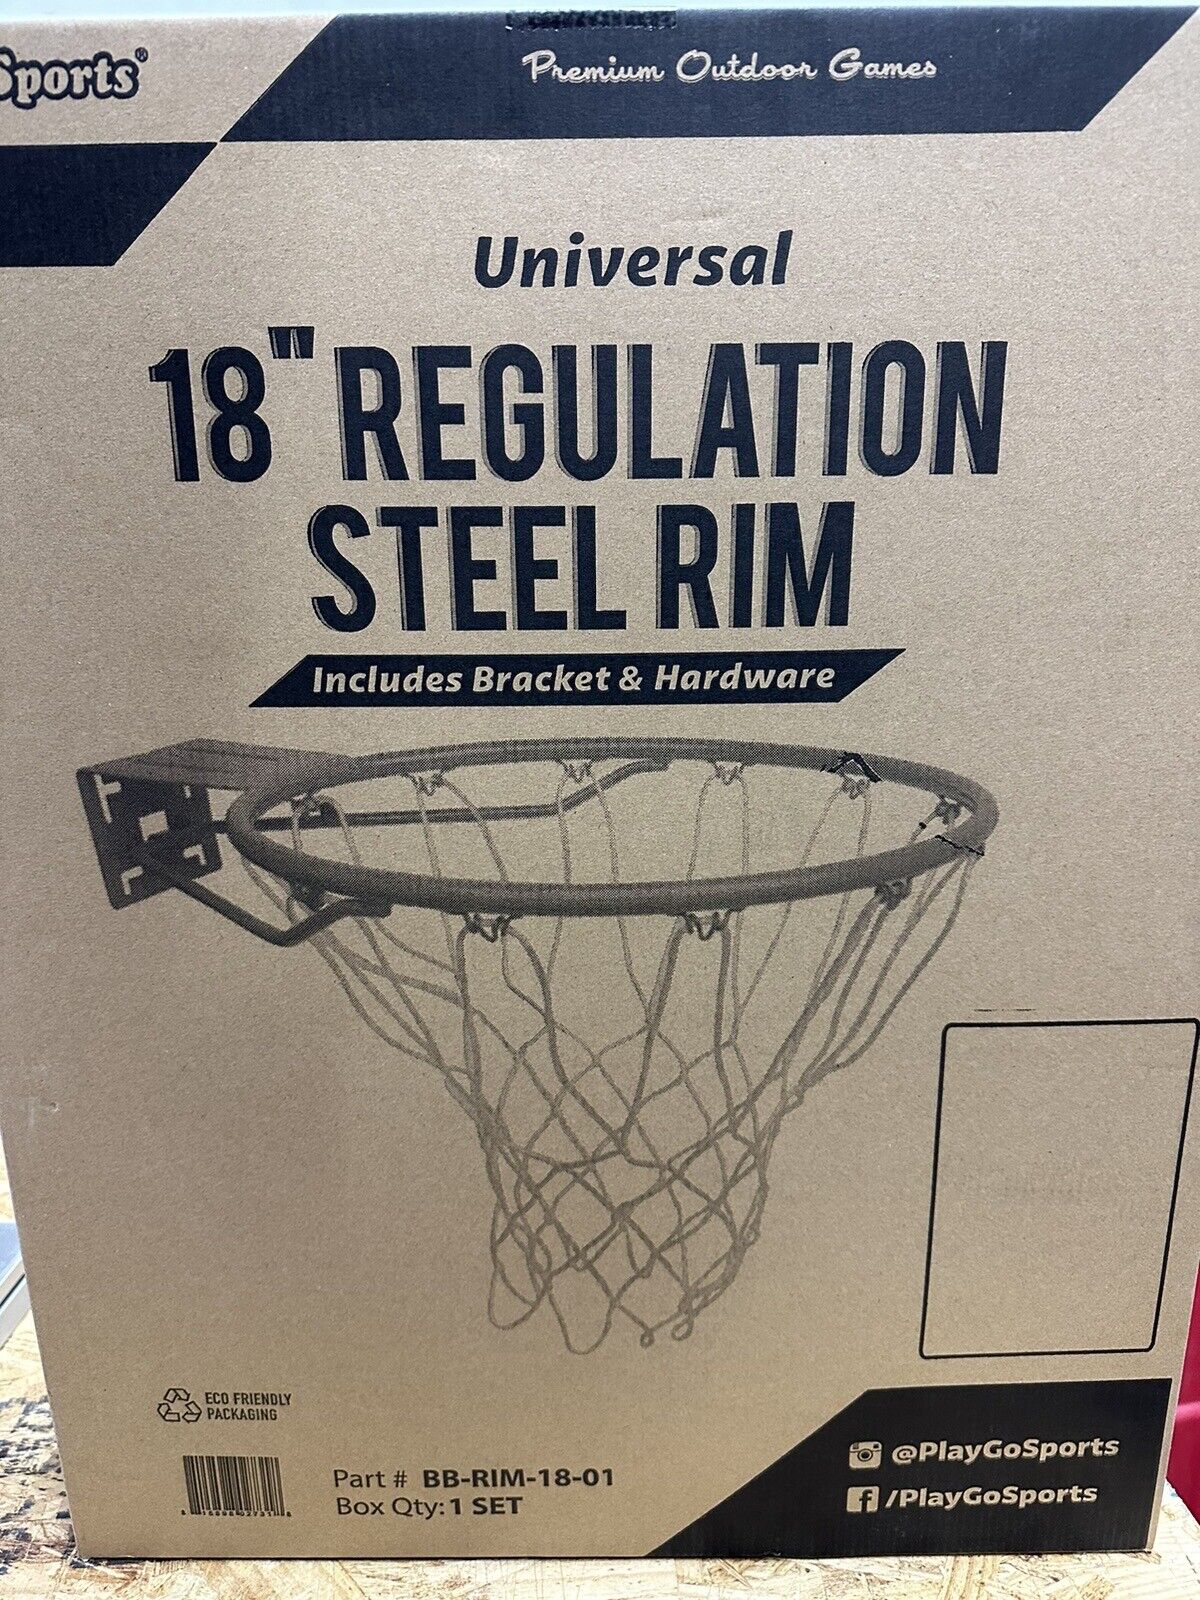 Sports®
Premium Outdoor Games
Universal
18" REGULATION
STEEL RIM
Includes Bracket & Hardware
ECO FRIENDLY
PACKAGING
Part # BB-RIM-18-01
Box Qty: 1 SET
@PlayGoSports
/PlayGoSports